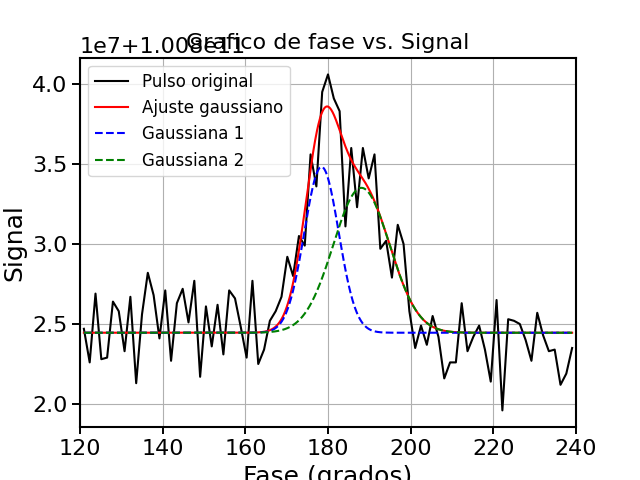 Grafico de fase vs. Signal
1e7+1.008e11
Pulso original
Ajuste gaussiano
Gaussiana 1
Gaussiana 2
4.0
3.5
3.0
2.5
2.0
Signal
120 140 160 180 200 220 240
Fase (grados)